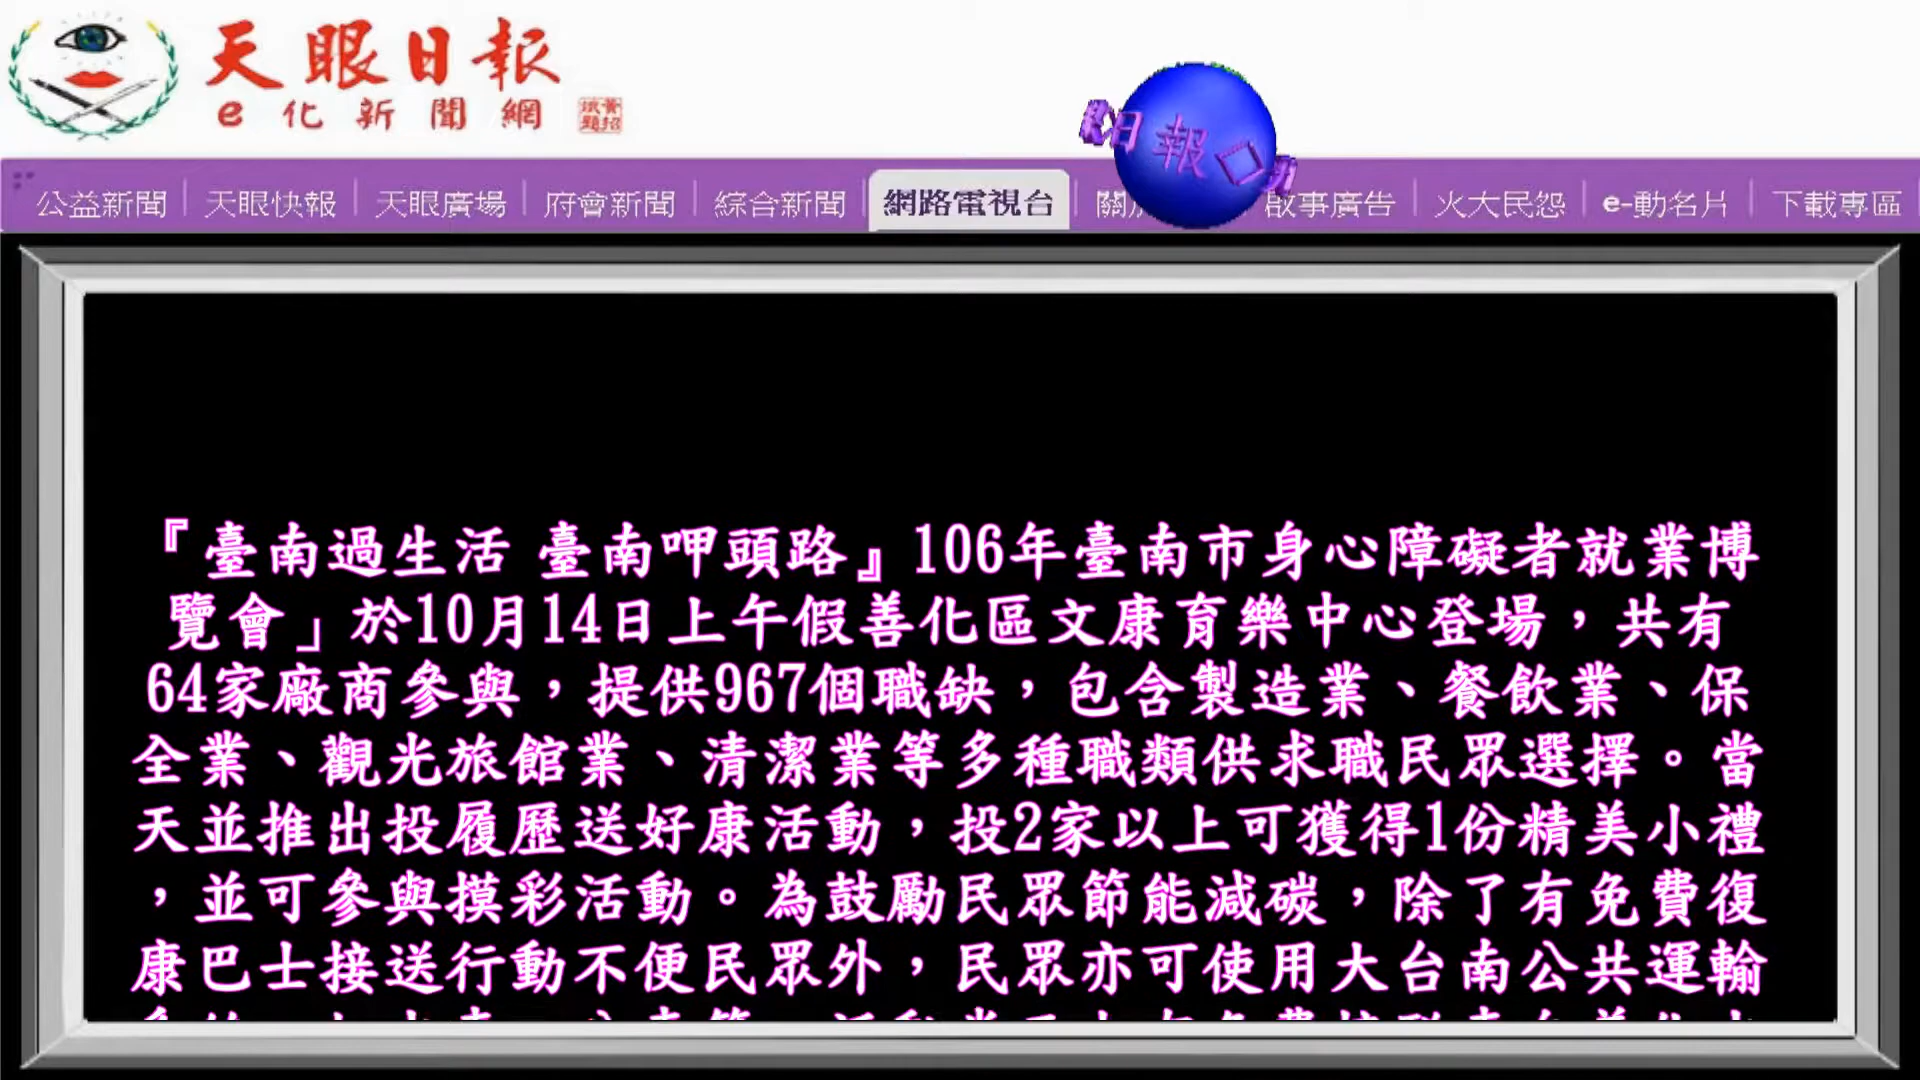 天眼日報
e化新聞網
公益新聞 天眼快報 天眼廣場 府會新聞 綜合新聞 網路電視台 啟事廣告 火大民怨 e-動名片 下載專區
日報
『臺南過生活 臺南呷頭路』106年臺南市身心障礙者就業博
覽會」於10月14日上午假善化區文康育樂中心登場，共有
64家廠商參與，提供967個職缺，包含製造業、餐飲業、保
全業、觀光旅館業、清潔業等多種職類供求職民眾選擇。當
天並推出投履歷送好康活動，投2家以上可獲得1份精美小禮
，並可參與摸彩活動。為鼓勵民眾節能減碳，除了有免費復
康巴士接送行動不便民眾外，民眾亦可使用大台南公共運輸